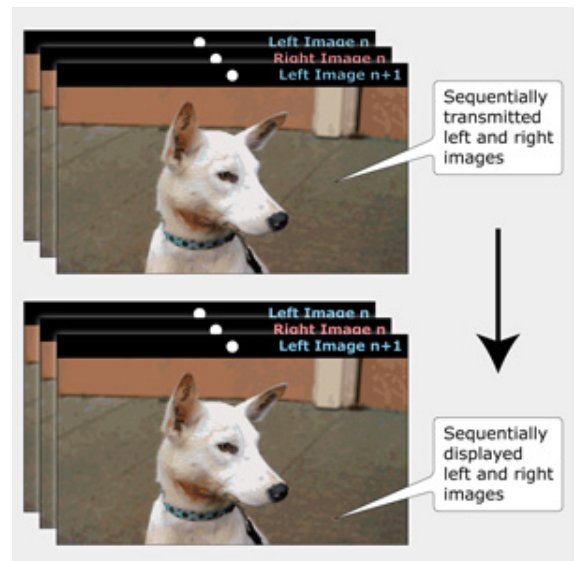 Left Image n
Right Image n
Left Image n+1
Sequentially
transmitted
left and right
images
Left Image n
Right Image n
Left Image n+1
Sequentially
displayed
left and right
images